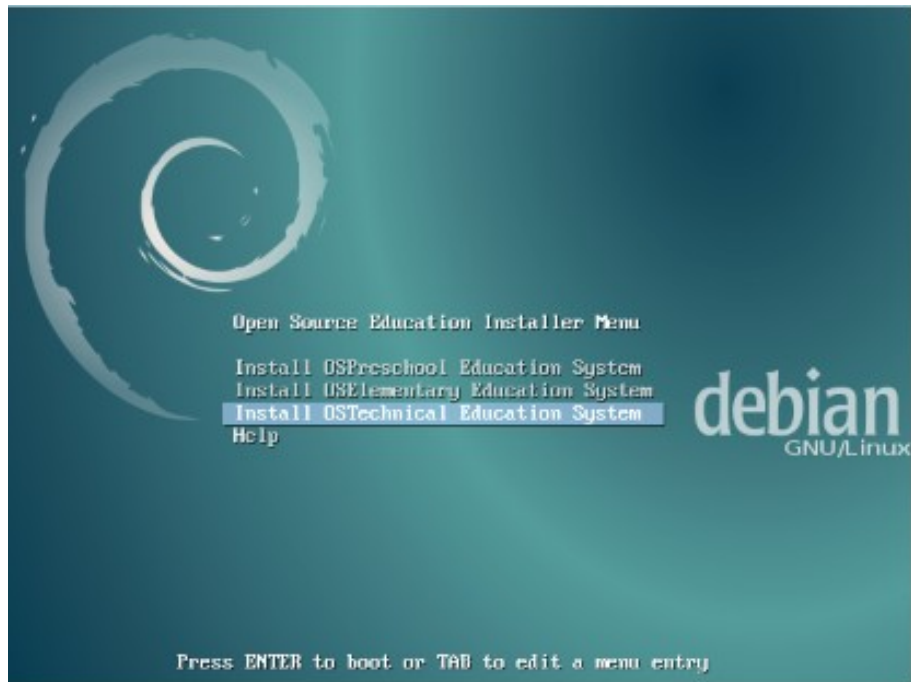 Open Source Education Installer Menu
Install OSPreschool Education System
Install OSElementary Education System
Install OSTechnical Education System
Help
debian
GNU/Linux
Press ENTER to boot or TAB to edit a menu entry